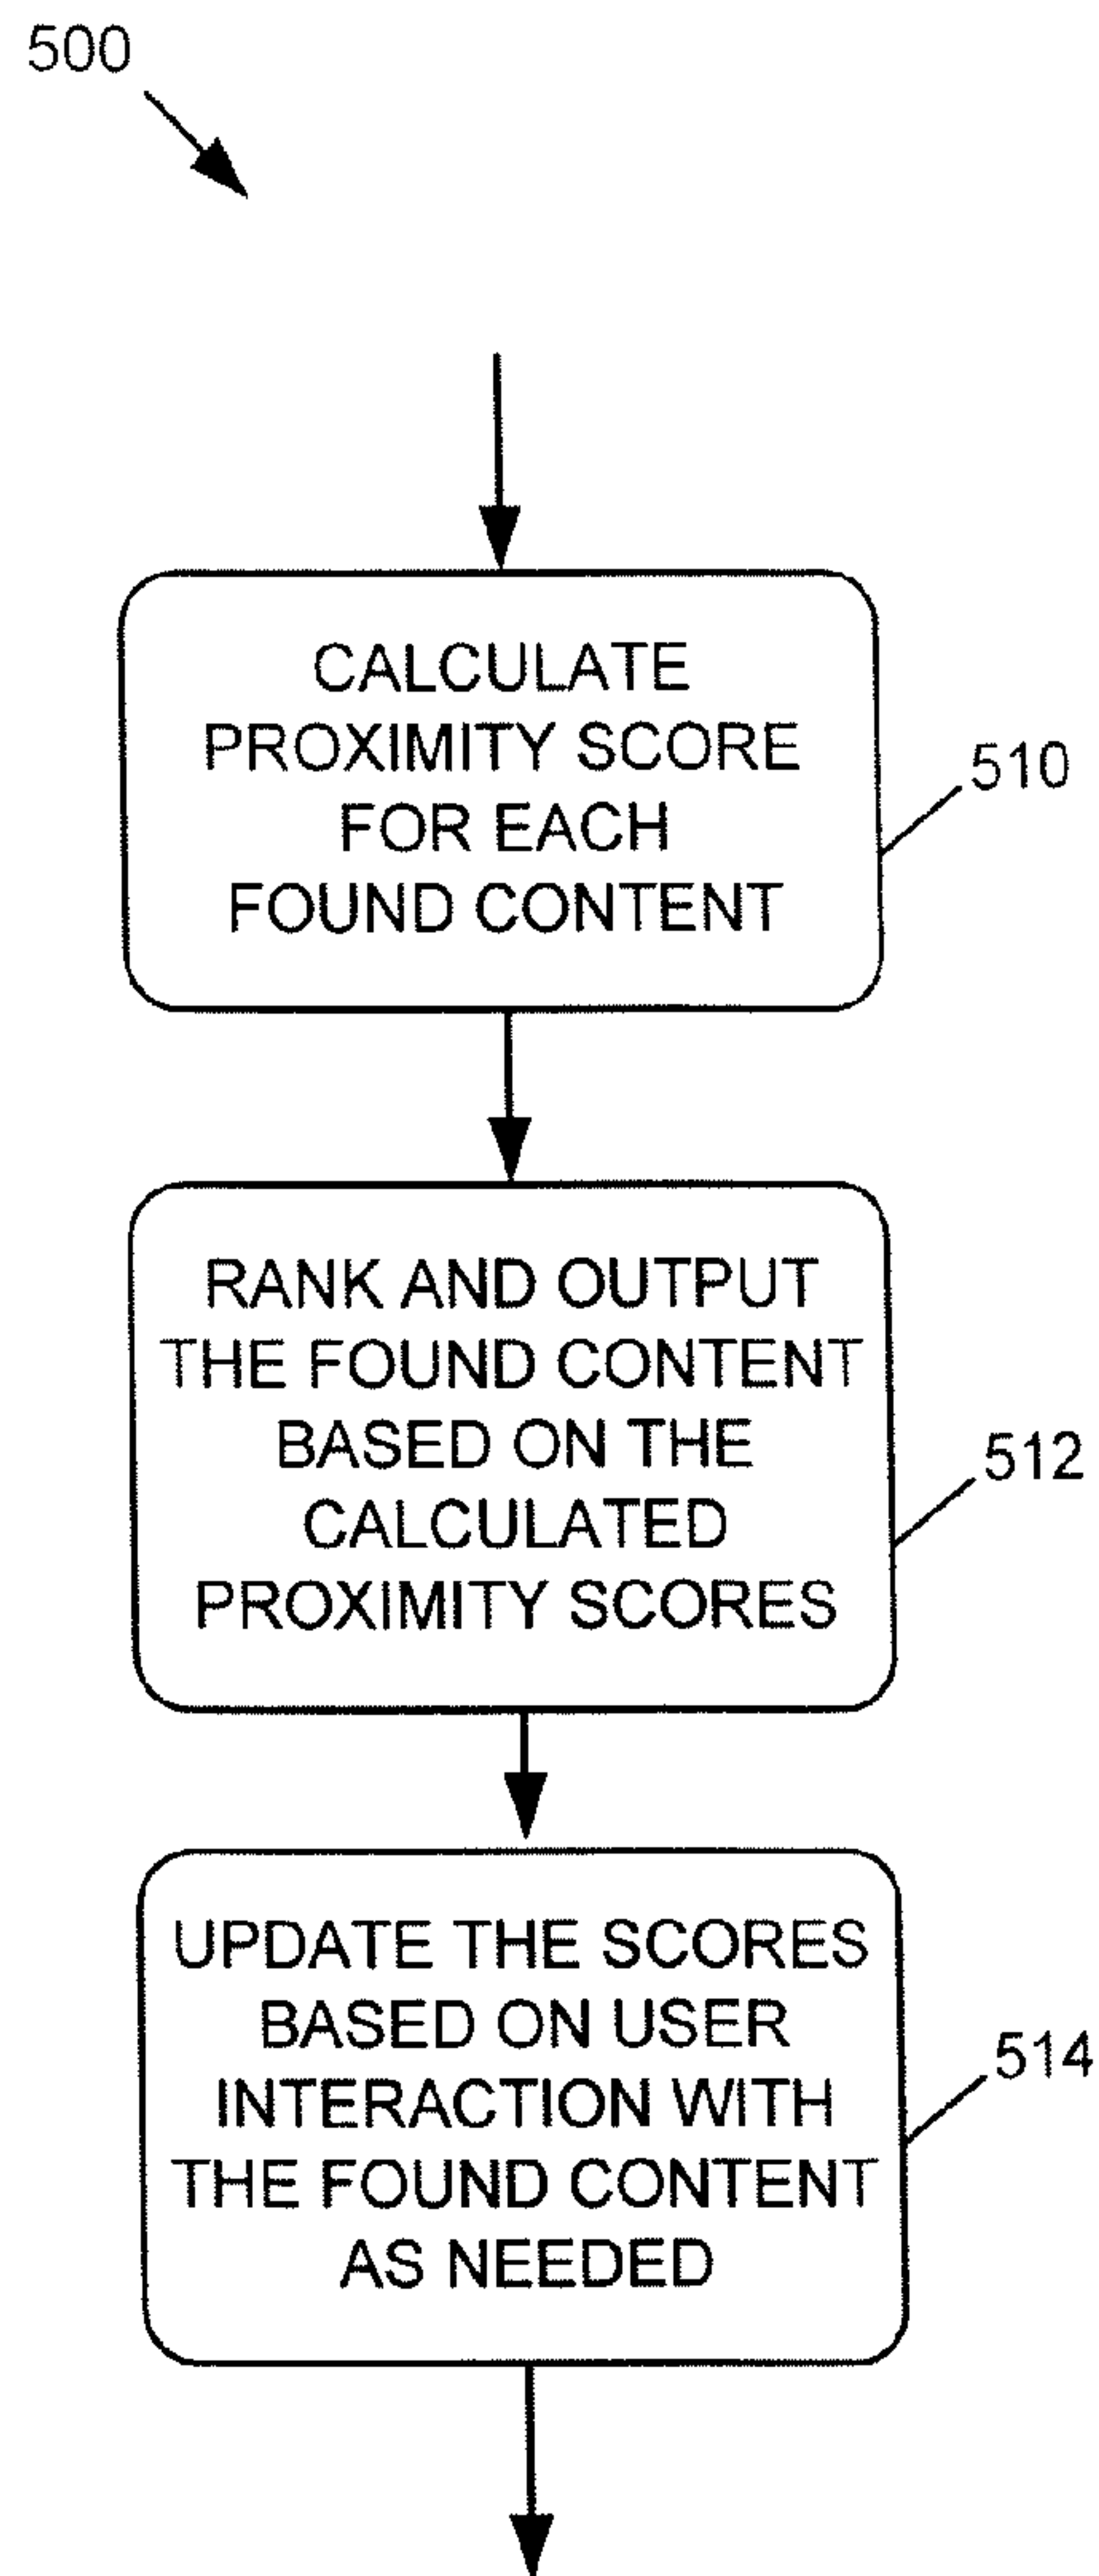 500
CALCULATE
PROXIMITY SCORE
FOR EACH
FOUND CONTENT
510
RANK AND OUTPUT
THE FOUND CONTENT
BASED ON THE
CALCULATED
PROXIMITY SCORES
512
UPDATE THE SCORES
BASED ON USER
INTERACTION WITH
THE FOUND CONTENT
AS NEEDED
514